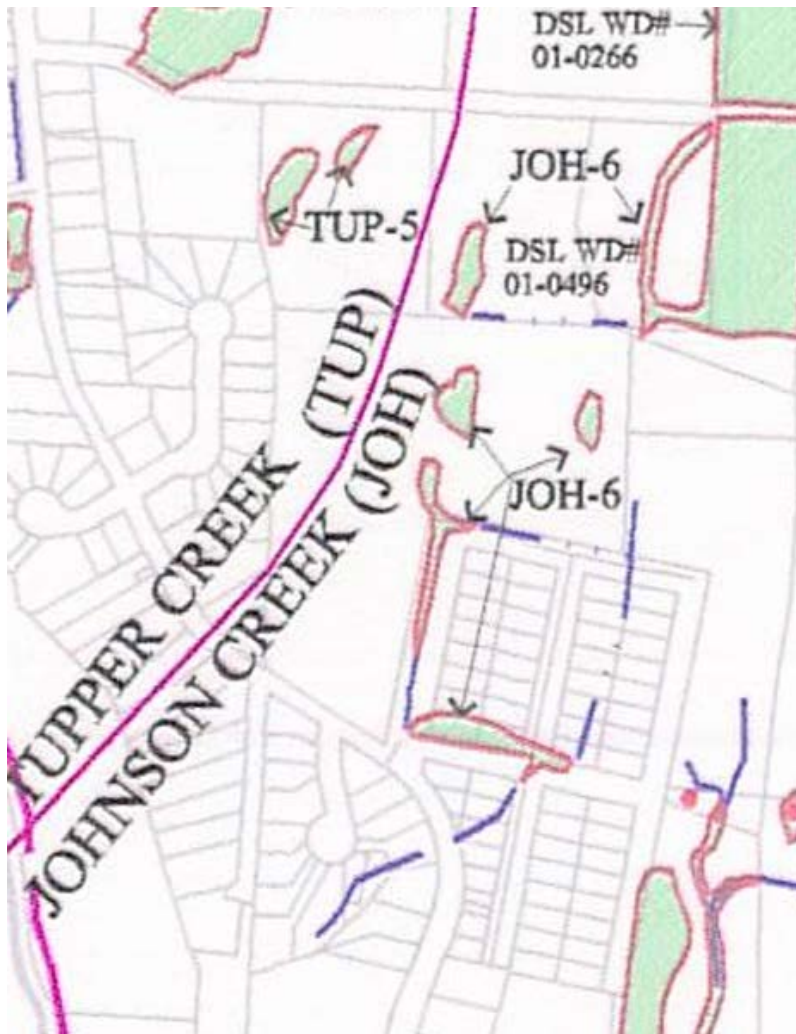 DSL WD#
01-0266
JOH-6
TUP-5
DSL WD#
01-0496
TUPPER CREEK (TUP)
JOHNSON CREEK (JOH)
JOH-6